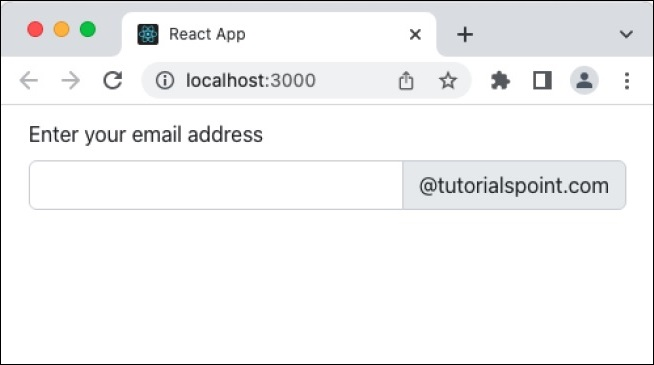 React App
localhost:3000
Enter your email address
@tutorialspoint.com